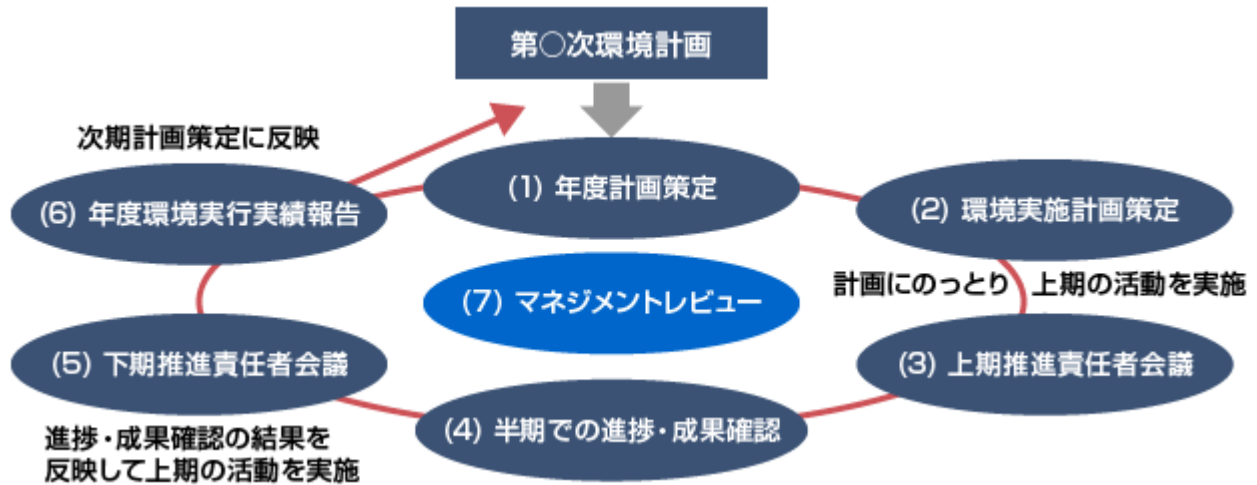 第○次環境計画
次期計画策定に反映
(1) 年度計画策定
(2) 環境実施計画策定
(6) 年度環境実行実績報告
計画にのっとり 上期の活動を実施
(7) マネジメントレビュー
(3) 上期推進責任者会議
(5) 下期推進責任者会議
(4) 半期での進捗・成果確認
進捗・成果確認の結果を
反映して上期の活動を実施